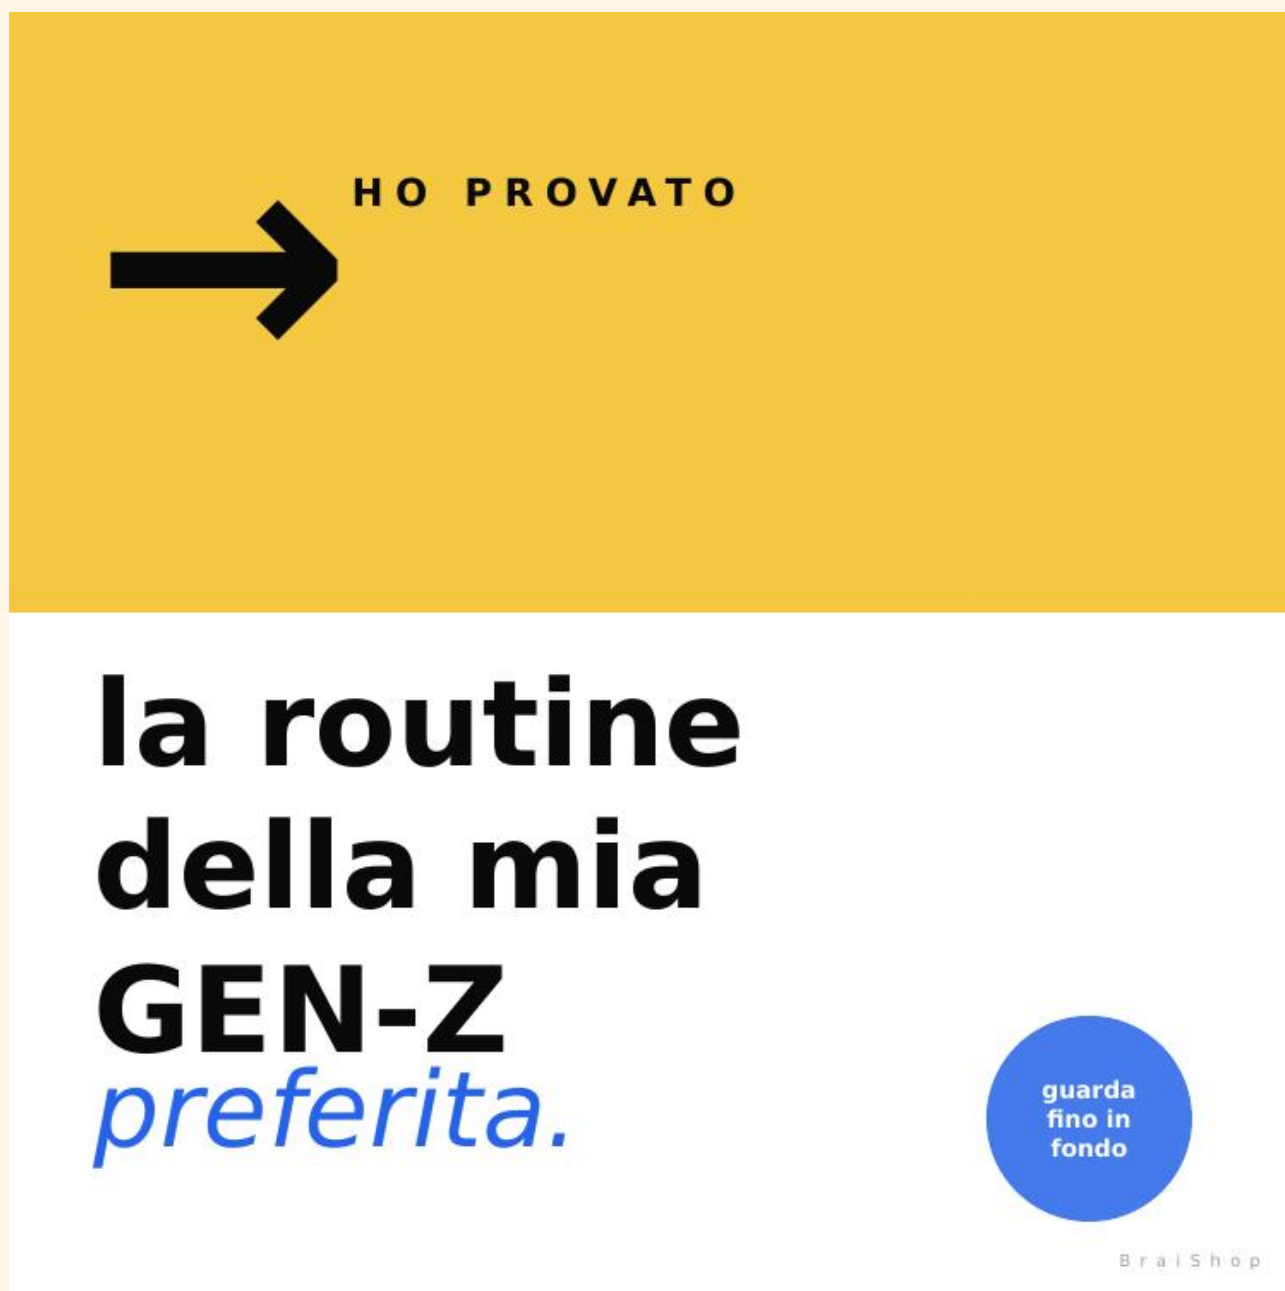 HO PROVATO
→
la routine
della mia
GEN-Z
preferita.
guarda
fino in
fondo
BraiShop